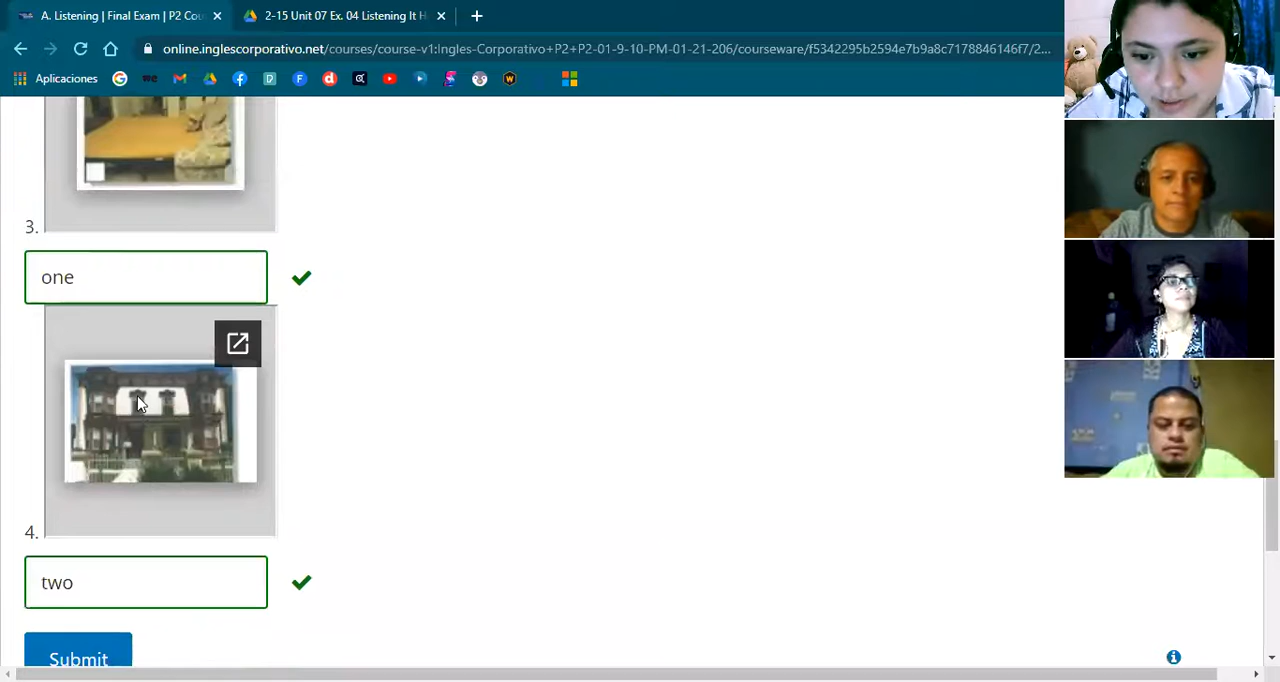 A. Listening | Final Exam | P2 Cou
2-15 Unit 07 Ex. 04 Listening It H
online.inglescorporativo.net/courses/course-v1:Ingles-Corporativo+P2+P2-01-9-10-PM-01-21-206/courseware/f5342295b2594e7b9a8c7178846146f7/2...
Aplicaciones
3.
one
4.
two
Submit